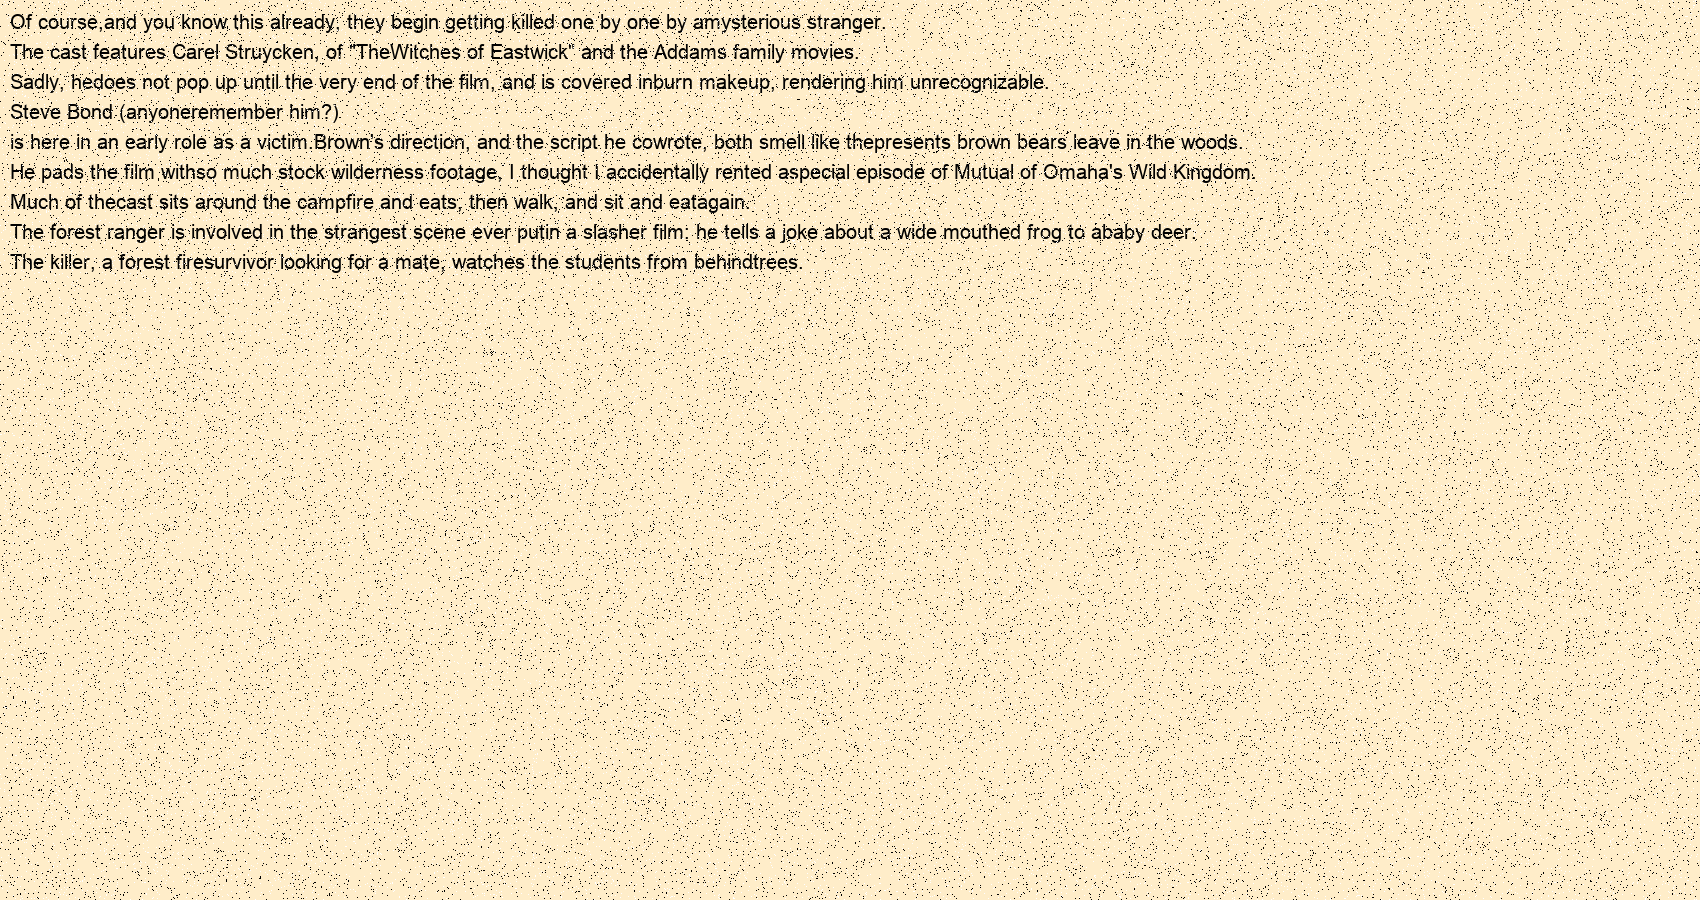 Of course,and you know this already, they begin getting killed one by one by amysterious stranger.
The cast features Carel Struycken, of "TheWitches of Eastwick" and the Addams family movies.
Sadly, hedoes not pop up until the very end of the film, and is covered inburn makeup, rendering him unrecognizable.
Steve Bond (anyoneremember him?)
is here in an early role as a victim.Brown's direction, and the script he cowrote, both smell like thepresents brown bears leave in the woods.
He pads the film withso much stock wilderness footage, I thought I accidentally rented aspecial episode of Mutual of Omaha's Wild Kingdom.
Much of thecast sits around the campfire and eats, then walk, and sit and eatagain.
The forest ranger is involved in the strangest scene ever putin a slasher film; he tells a joke about a wide mouthed frog to ababy deer.
The killer, a forest firesurvivor looking for a mate, watches the students from behindtrees.